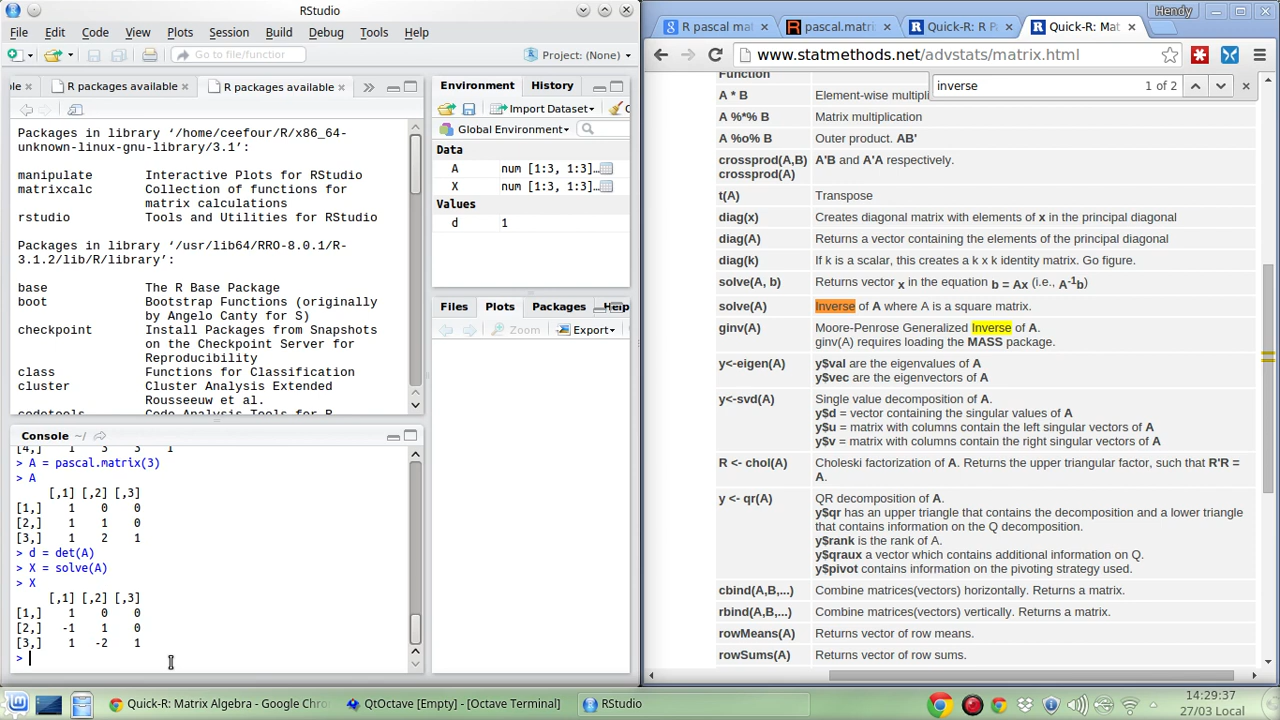 RStudio
File Edit Code View Plots Session Build Debug Tools Help
Go to file/function
Project: (None)
R packages available × R packages available ×
Packages in library ‘/home/ceefour/R/x86_64-
unknown-linux-gnu-library/3.1’:
manipulate Interactive Plots for RStudio
matrixcalc Collection of functions for
matrix calculations
rstudio Tools and Utilities for RStudio
Packages in library ‘/usr/lib64/RRO-8.0.1/R-
3.1.2/lib/R/library’:
base The R Base Package
boot Bootstrap Functions (originally
by Angelo Canty for S)
checkpoint Install Packages from Snapshots
on the Checkpoint Server for
Reproducibility
class Functions for Classification
cluster Cluster Analysis Extended
Rousseeuw et al.
codetools Code Analysis Tools for R
Console ~/
[4,] 1 3 3 1
> A = pascal.matrix(3)
> A
[,1] [,2] [,3]
[1,] 1 0 0
[2,] 1 1 0
[3,] 1 2 1
> d = det(A)
> X = solve(A)
> X
[,1] [,2] [,3]
[1,] 1 0 0
[2,] -1 1 0
[3,] 1 -2 1
>
Environment History
Import Dataset
Global Environment
Data
A num [1:3, 1:3]…
X num [1:3, 1:3]…
Values
d 1
Files Plots Packages Help
Zoom Export
Hendy
R pascal mat × pascal.matri × Quick-R: R P × Quick-R: Mat ×
www.statmethods.net/advstats/matrix.html
inverse 1 of 2
Function
A * B Element-wise multipli
A %*% B Matrix multiplication
A %o% B Outer product. AB'
crossprod(A,B) A'B and A'A respectively.
crossprod(A)
t(A) Transpose
diag(x) Creates diagonal matrix with elements of x in the principal diagonal
diag(A) Returns a vector containing the elements of the principal diagonal
diag(k) If k is a scalar, this creates a k x k identity matrix. Go figure.
solve(A, b) Returns vector x in the equation b = Ax (i.e., A-1b)
solve(A) Inverse of A where A is a square matrix.
ginv(A) Moore-Penrose Generalized Inverse of A.
ginv(A) requires loading the MASS package.
y<-eigen(A) y$val are the eigenvalues of A
y$vec are the eigenvectors of A
y<-svd(A) Single value decomposition of A.
y$d = vector containing the singular values of A
y$u = matrix with columns contain the left singular vectors of A
y$v = matrix with columns contain the right singular vectors of A
R <- chol(A) Choleski factorization of A. Returns the upper triangular factor, such that R'R =
A.
y <- qr(A) QR decomposition of A.
y$qr has an upper triangle that contains the decomposition and a lower triangle
that contains information on the Q decomposition.
y$rank is the rank of A.
y$qraux a vector which contains additional information on Q.
y$pivot contains information on the pivoting strategy used.
cbind(A,B,...) Combine matrices(vectors) horizontally. Returns a matrix.
rbind(A,B,...) Combine matrices(vectors) vertically. Returns a matrix.
rowMeans(A) Returns vector of row means.
rowSums(A) Returns vector of row sums.
Quick-R: Matrix Algebra - Google Chro
QtOctave [Empty] - [Octave Terminal]
RStudio
14:29:37
27/03 Local